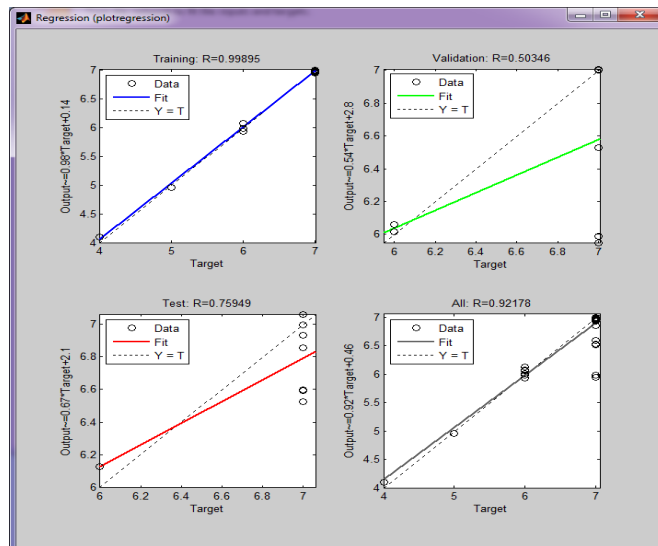 Regression (plotregression)
Training: R=0.99895
Output~=0.98*Target+0.14
7
6.5
6
5.5
5
4.5
4
Data
Fit
Y = T
4
5
6
7
Target
Validation: R=0.50346
Output~=0.54*Target+2.8
7
6.8
6.6
6.4
6.2
6
Data
Fit
Y = T
6
6.2
6.4
6.6
6.8
7
Target
Test: R=0.75949
Output~=0.67*Target+2.1
7
6.8
6.6
6.4
6.2
6
Data
Fit
Y = T
6
6.2
6.4
6.6
6.8
7
Target
All: R=0.92178
Output~=0.92*Target+0.46
7
6.5
6
5.5
5
4.5
4
Data
Fit
Y = T
4
5
6
7
Target